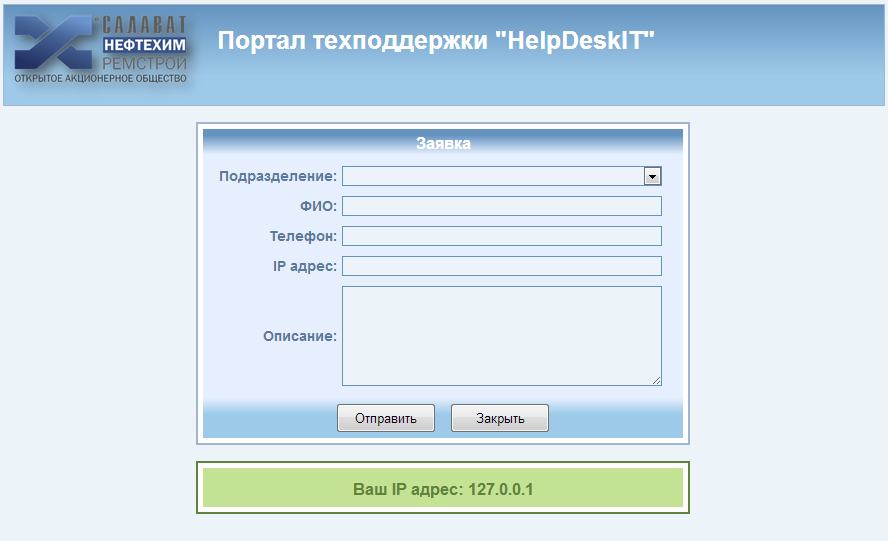 САЛАВАТ
НЕФТЕХИМ
РЕМСТРОЙ
ОТКРЫТОЕ АКЦИОНЕРНОЕ ОБЩЕСТВО
Портал техподдержки "HelpDeskIT"
Заявка
Подразделение:
ФИО:
Телефон:
IP адрес:
Описание:
Отправить Закрыть
Ваш IP адрес: 127.0.0.1